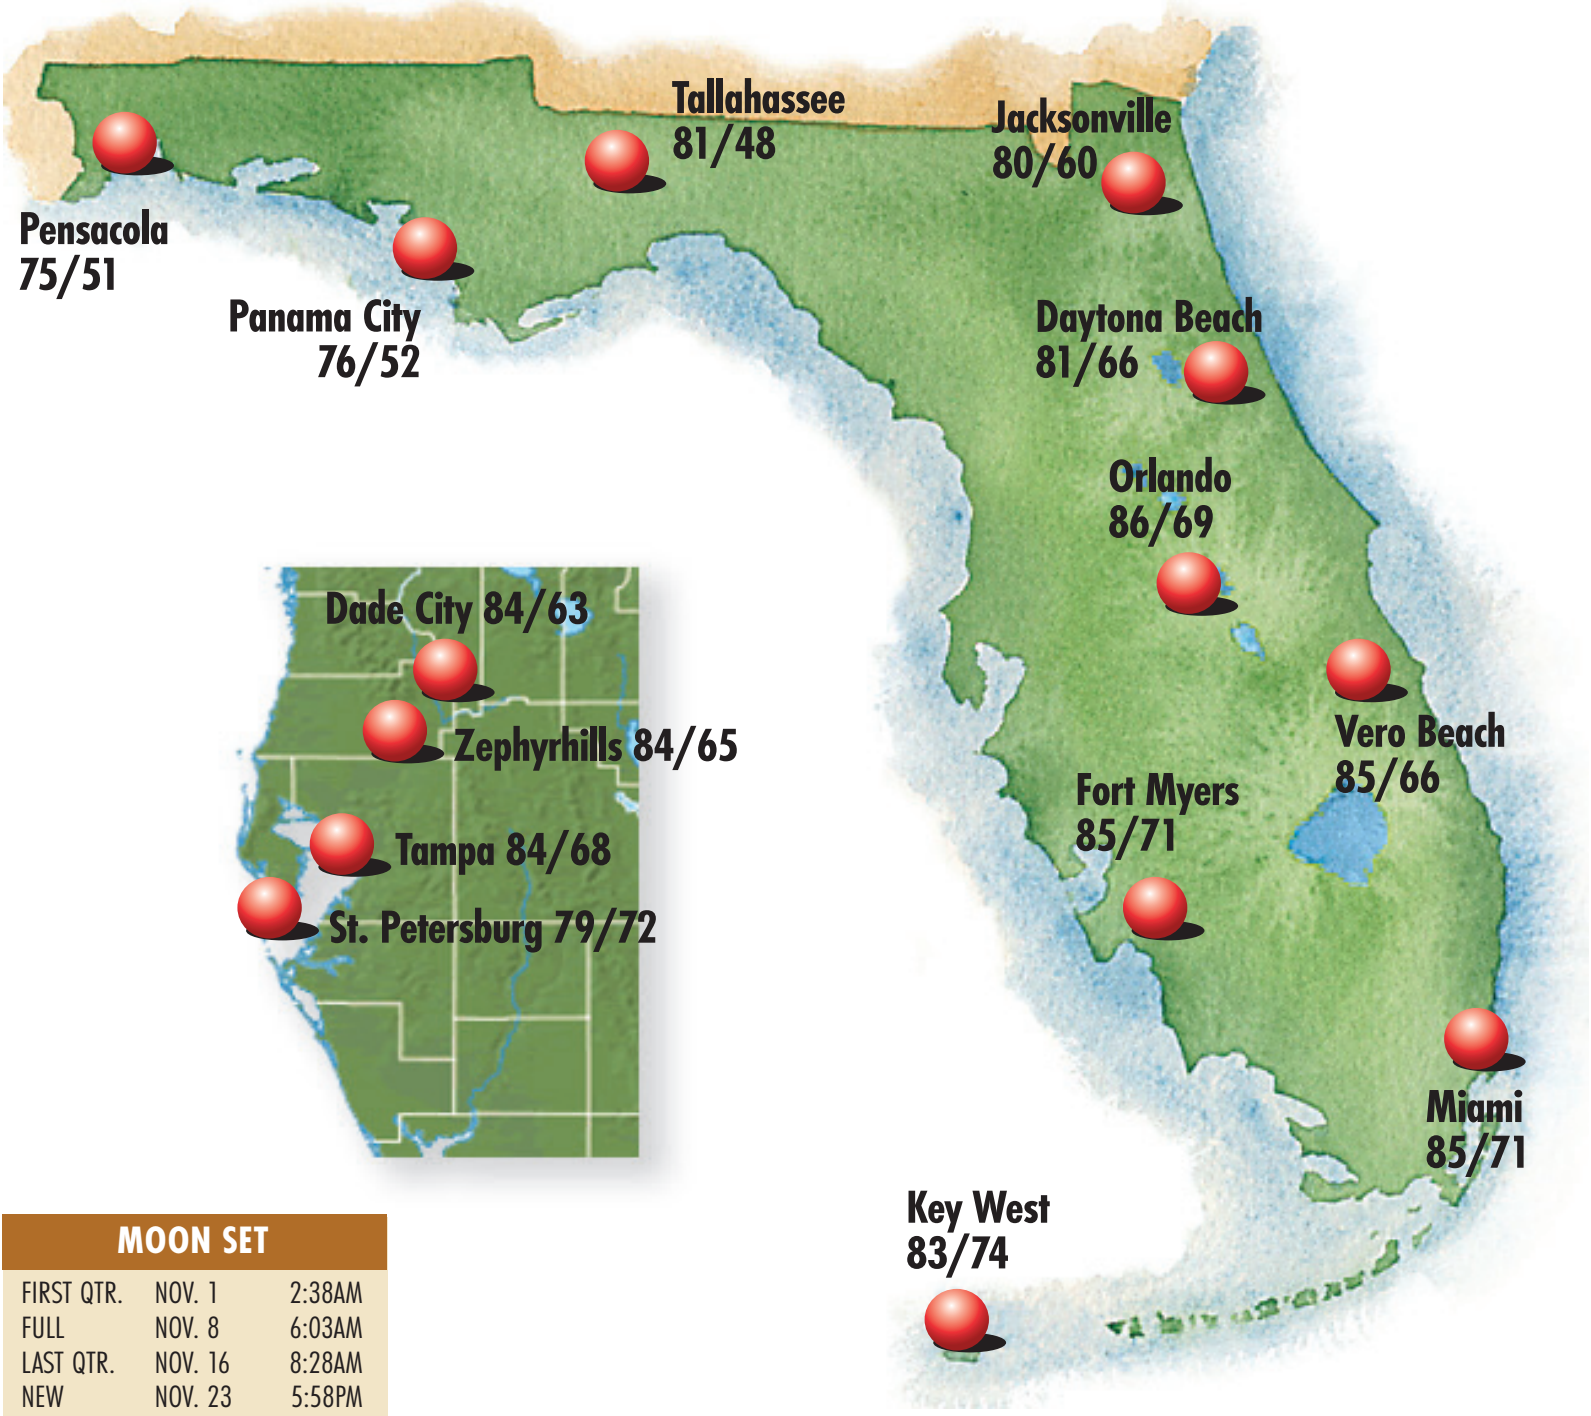 Tallahassee
81/48
Jacksonville
80/60
Pensacola
75/51
Panama City
76/52
Daytona Beach
81/66
Orlando
86/69
Dade City 84/63
Zephyrhills 84/65
Vero Beach
85/66
Fort Myers
85/71
Tampa 84/68
St. Petersburg 79/72
Miami
85/71
Key West
83/74
MOON SET
FIRST QTR. NOV. 1 2:38AM
FULL NOV. 8 6:03AM
LAST QTR. NOV. 16 8:28AM
NEW NOV. 23 5:58PM